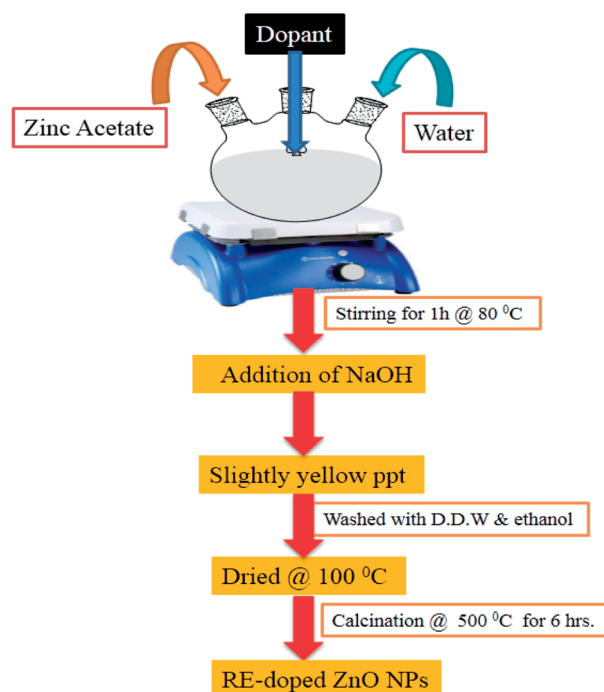 Dopant
Zinc Acetate
Water
Stirring for 1h @ 80 ⁰C
Addition of NaOH
Slightly yellow ppt
Washed with D.D.W & ethanol
Dried @ 100 ⁰C
Calcination @ 500 ⁰C for 6 hrs.
RE-doped ZnO NPs